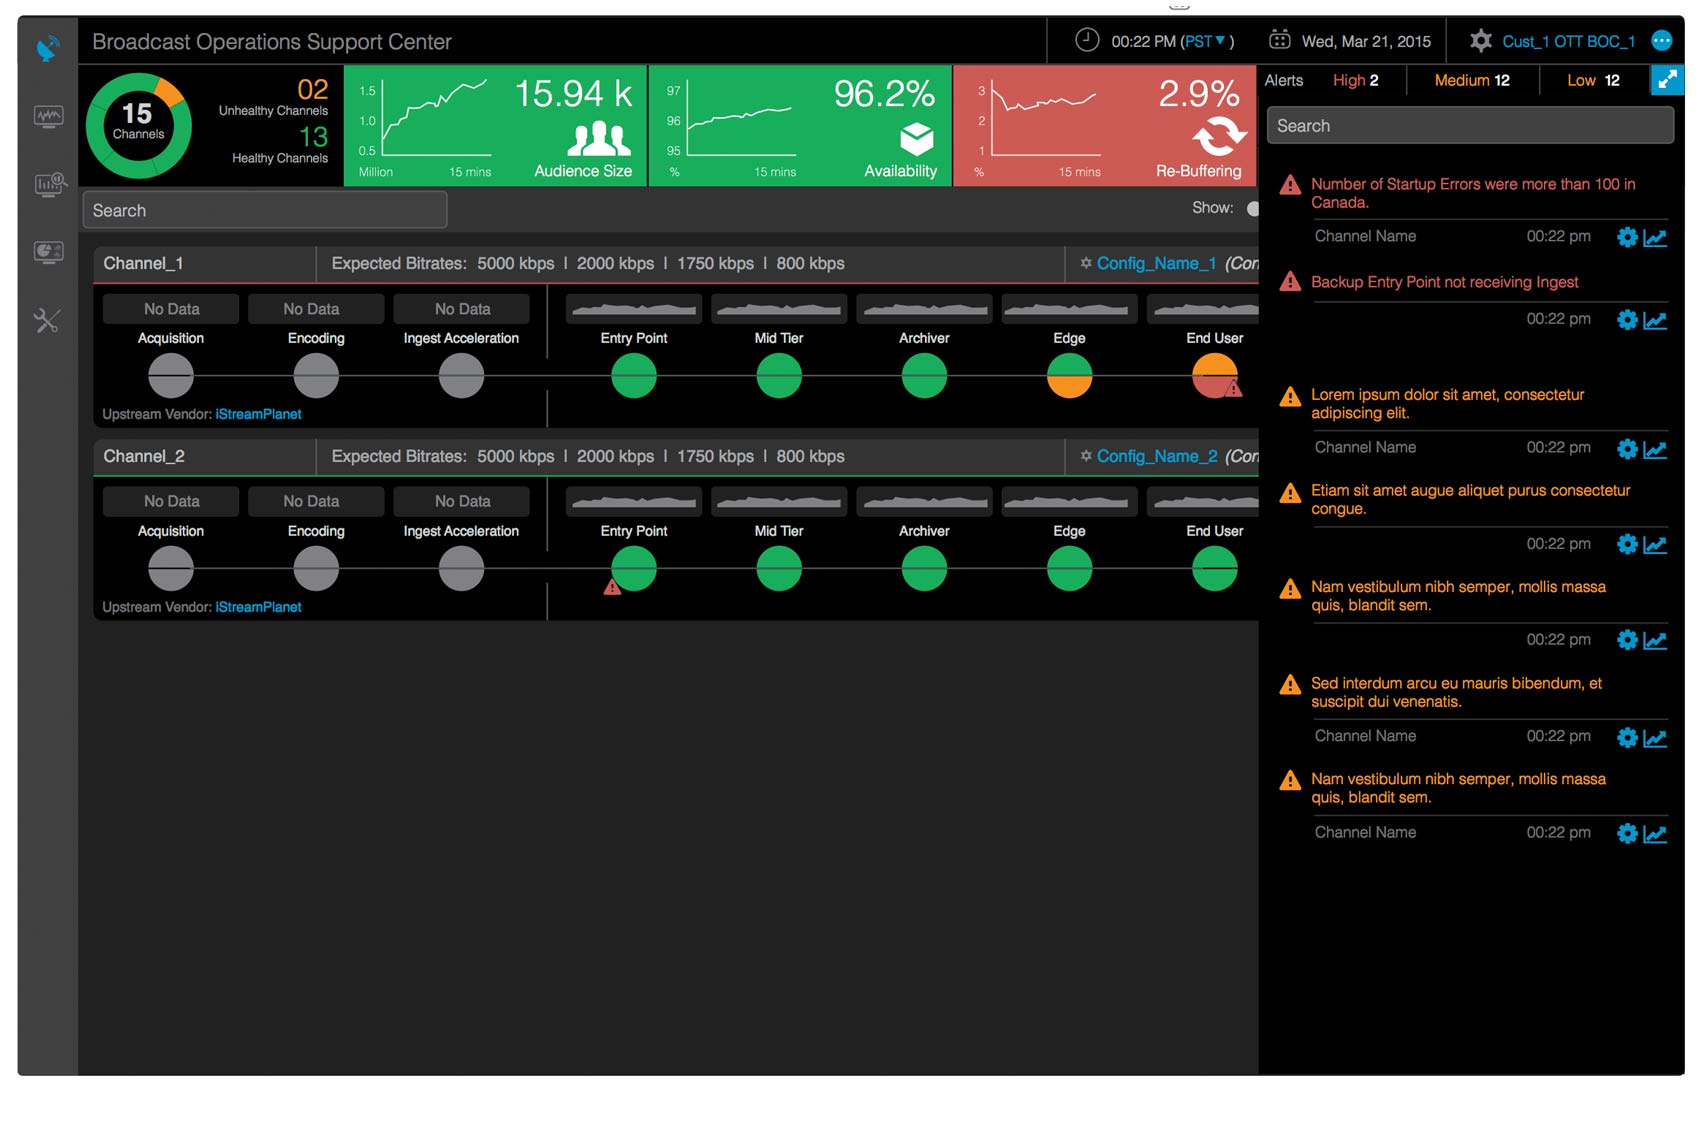 Broadcast Operations Support Center
00:22 PM (PST▼)
Wed, Mar 21, 2015
Cust_1 OTT BOC_1
15
Channels
02
Unhealthy Channels
13
Healthy Channels
1.5
1.0
0.5
Million
15 mins
15.94 k
Audience Size
97
96
95
%
15 mins
96.2%
Availability
3
2
1
%
15 mins
2.9%
Re-Buffering
Alerts
High 2
Medium 12
Low 12
Search
Show:
Channel_1
Expected Bitrates: 5000 kbps | 2000 kbps | 1750 kbps | 800 kbps
Config_Name_1 (Con
No Data
No Data
No Data
Acquisition
Encoding
Ingest Acceleration
Entry Point
Mid Tier
Archiver
Edge
End User
Upstream Vendor: iStreamPlanet
Channel_2
Expected Bitrates: 5000 kbps | 2000 kbps | 1750 kbps | 800 kbps
Config_Name_2 (Con
No Data
No Data
No Data
Acquisition
Encoding
Ingest Acceleration
Entry Point
Mid Tier
Archiver
Edge
End User
Upstream Vendor: iStreamPlanet
Search
Number of Startup Errors were more than 100 in
Canada.
Channel Name
00:22 pm
Backup Entry Point not receiving Ingest
00:22 pm
Lorem ipsum dolor sit amet, consectetur
adipiscing elit.
Channel Name
00:22 pm
Etiam sit amet augue aliquet purus consectetur
congue.
00:22 pm
Nam vestibulum nibh semper, mollis massa
quis, blandit sem.
00:22 pm
Sed interdum arcu eu mauris bibendum, et
suscipit dui venenatis.
Channel Name
00:22 pm
Nam vestibulum nibh semper, mollis massa
quis, blandit sem.
Channel Name
00:22 pm